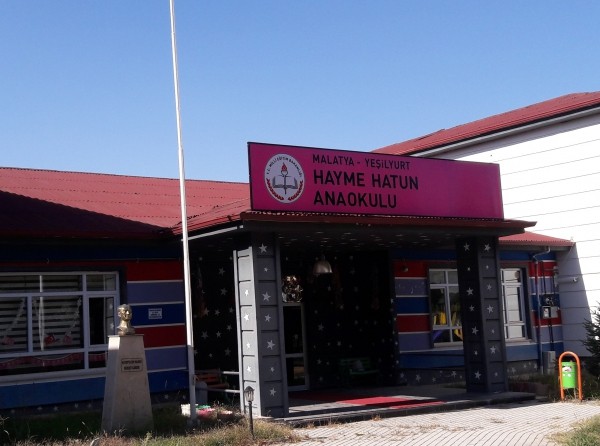 MALATYA - YEŞİLYURT
HAYME HATUN
ANAOKULU